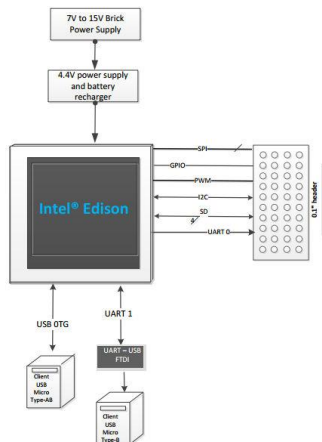 7V to 15V Brick
Power Supply
4.4V power supply
and battery
recharger
Intel® Edison
SPI
GPIO
PWM
I2C
SD
4
UART 0
0.1" header
USB 0TG
UART 1
UART – USB
FTDI
Client
USB
Micro
Type-AB
Client
USB
Micro
Type-B